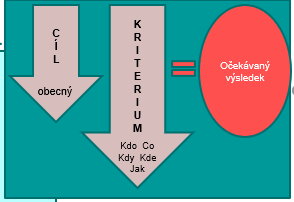 C
Í
L
obecný
K
R
I
T
E
R
I
U
M
Kdo Co
Kdy Kde
Jak
Očekávaný
výsledek